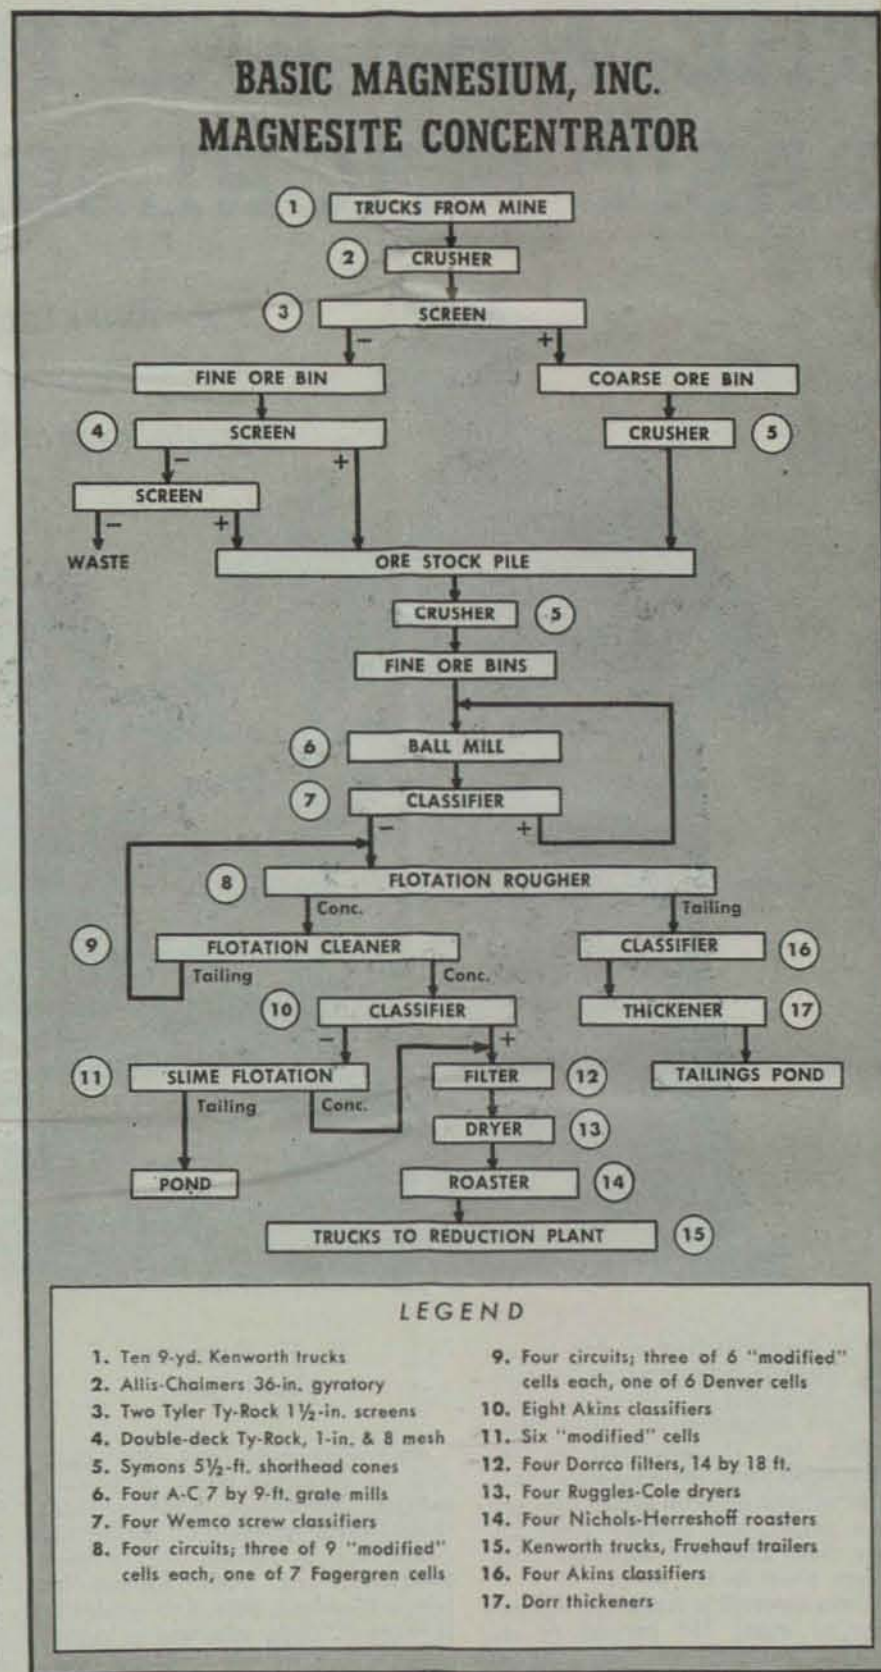 BASIC MAGNESIUM, INC.
MAGNESITE CONCENTRATOR
1 TRUCKS FROM MINE
2 CRUSHER
3 SCREEN
– +
FINE ORE BIN COARSE ORE BIN
4 SCREEN CRUSHER 5
– +
SCREEN
– +
WASTE ORE STOCK PILE
CRUSHER 5
FINE ORE BINS
6 BALL MILL
7 CLASSIFIER
– +
8 FLOTATION ROUGHER
Conc. Tailing
9 FLOTATION CLEANER CLASSIFIER 16
Tailing Conc.
10 CLASSIFIER THICKENER 17
– +
11 SLIME FLOTATION FILTER 12 TAILINGS POND
Tailing Conc.
DRYER 13
POND ROASTER 14
TRUCKS TO REDUCTION PLANT 15
LEGEND
1. Ten 9-yd. Kenworth trucks
2. Allis-Chalmers 36-in. gyratory
3. Two Tyler Ty-Rock 1½-in. screens
4. Double-deck Ty-Rock, 1-in. & 8 mesh
5. Symons 5½-ft. shorthead cones
6. Four A-C 7 by 9-ft. grate mills
7. Four Wemco screw classifiers
8. Four circuits; three of 9 "modified"
cells each, one of 7 Fagergren cells
9. Four circuits; three of 6 "modified"
cells each, one of 6 Denver cells
10. Eight Akins classifiers
11. Six "modified" cells
12. Four Dorrco filters, 14 by 18 ft.
13. Four Ruggles-Cole dryers
14. Four Nichols-Herreshoff roasters
15. Kenworth trucks, Fruehauf trailers
16. Four Akins classifiers
17. Dorr thickeners